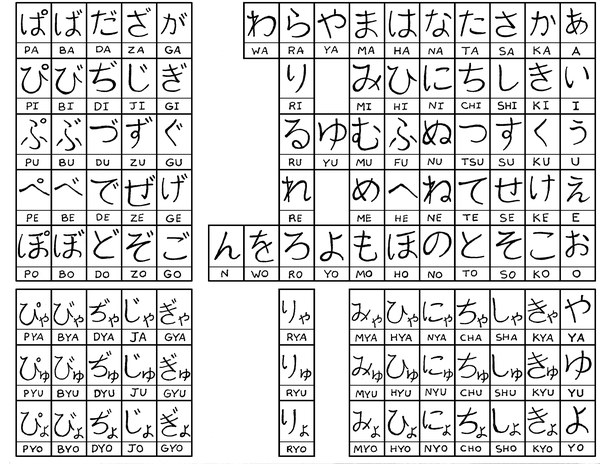 ぱ ば だ ざ が わ ら や ま は な た さ か あ
PA BA DA ZA GA WA RA YA MA HA NA TA SA KA A
ぴ び ぢ じ ぎ り み ひ に ち し き い
PI BI DI JI GI RI MI HI NI CHI SHI KI I
ぷ ぶ づ ず ぐ る ゆ む ふ ぬ つ す く う
PU BU DU ZU GU RU YU MU FU NU TSU SU KU U
ぺ べ で ぜ げ れ め へ ね て せ け え
PE BE DE ZE GE RE ME HE NE TE SE KE E
ぽ ぼ ど ぞ ご ん を ろ よ も ほ の と そ こ お
PO BO DO ZO GO N WO RO YO MO HO NO TO SO KO O
ぴゃ びゃ ぢゃ じゃ ぎゃ りゃ みゃ ひゃ にゃ ちゃ しゃ きゃ や
PYA BYA DYA JA GYA RYA MYA HYA NYA CHA SHA KYA YA
ぴゅ びゅ ぢゅ じゅ ぎゅ りゅ みゅ ひゅ にゅ ちゅ しゅ きゅ ゆ
PYU BYU DYU JU GYU RYU MYU HYU NYU CHU SHU KYU YU
ぴょ びょ ぢょ じょ ぎょ りょ みょ ひょ にょ ちょ しょ きょ よ
PYO BYO DYO JO GYO RYO MYO HYO NYO CHO SHO KYO YO